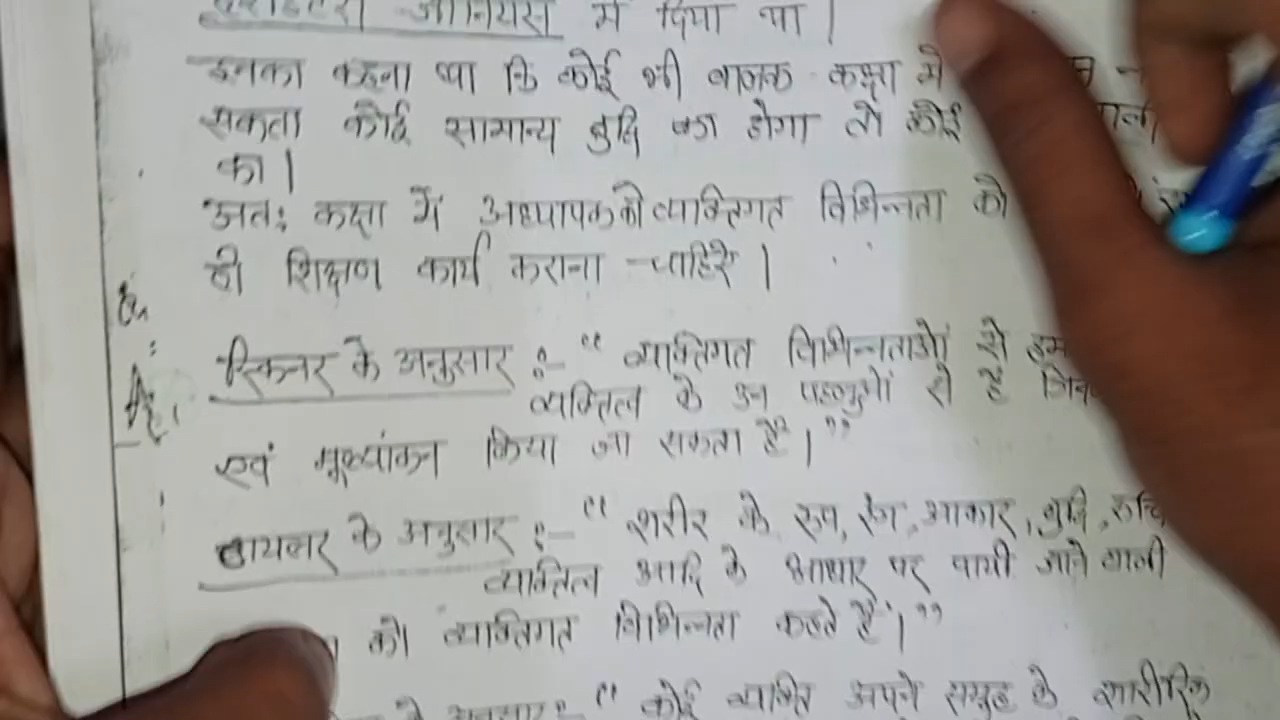 जीनियस में दिया था।
इनका कहना था कि कोई भी बालक कक्षा में
सकता कोई सामान्य बुद्दि का होगा तो कोई
का।
अतः कक्षा में अध्यापक को व्यक्तिगत विभिन्नता को
ही शिक्षण कार्य कराना चाहिऐ।
स्किनर के अनुसार :- “ व्यक्तिगत विभिन्नताओं से
व्यक्तित्व के उन पहलुओं से है
एवं मूल्यांकन किया जा सकता है।”
टायलर के अनुसार :- “ शरीर के रूप, रंग, आकार, बुद्दि, रुचि
व्यक्तित्व आदि के आधार पर पायी जाने वाली
को व्यक्तिगत विभिन्नता कहते है।”
के अनुसार :- “ कोई व्यक्ति अपने समूह के शारीरिक